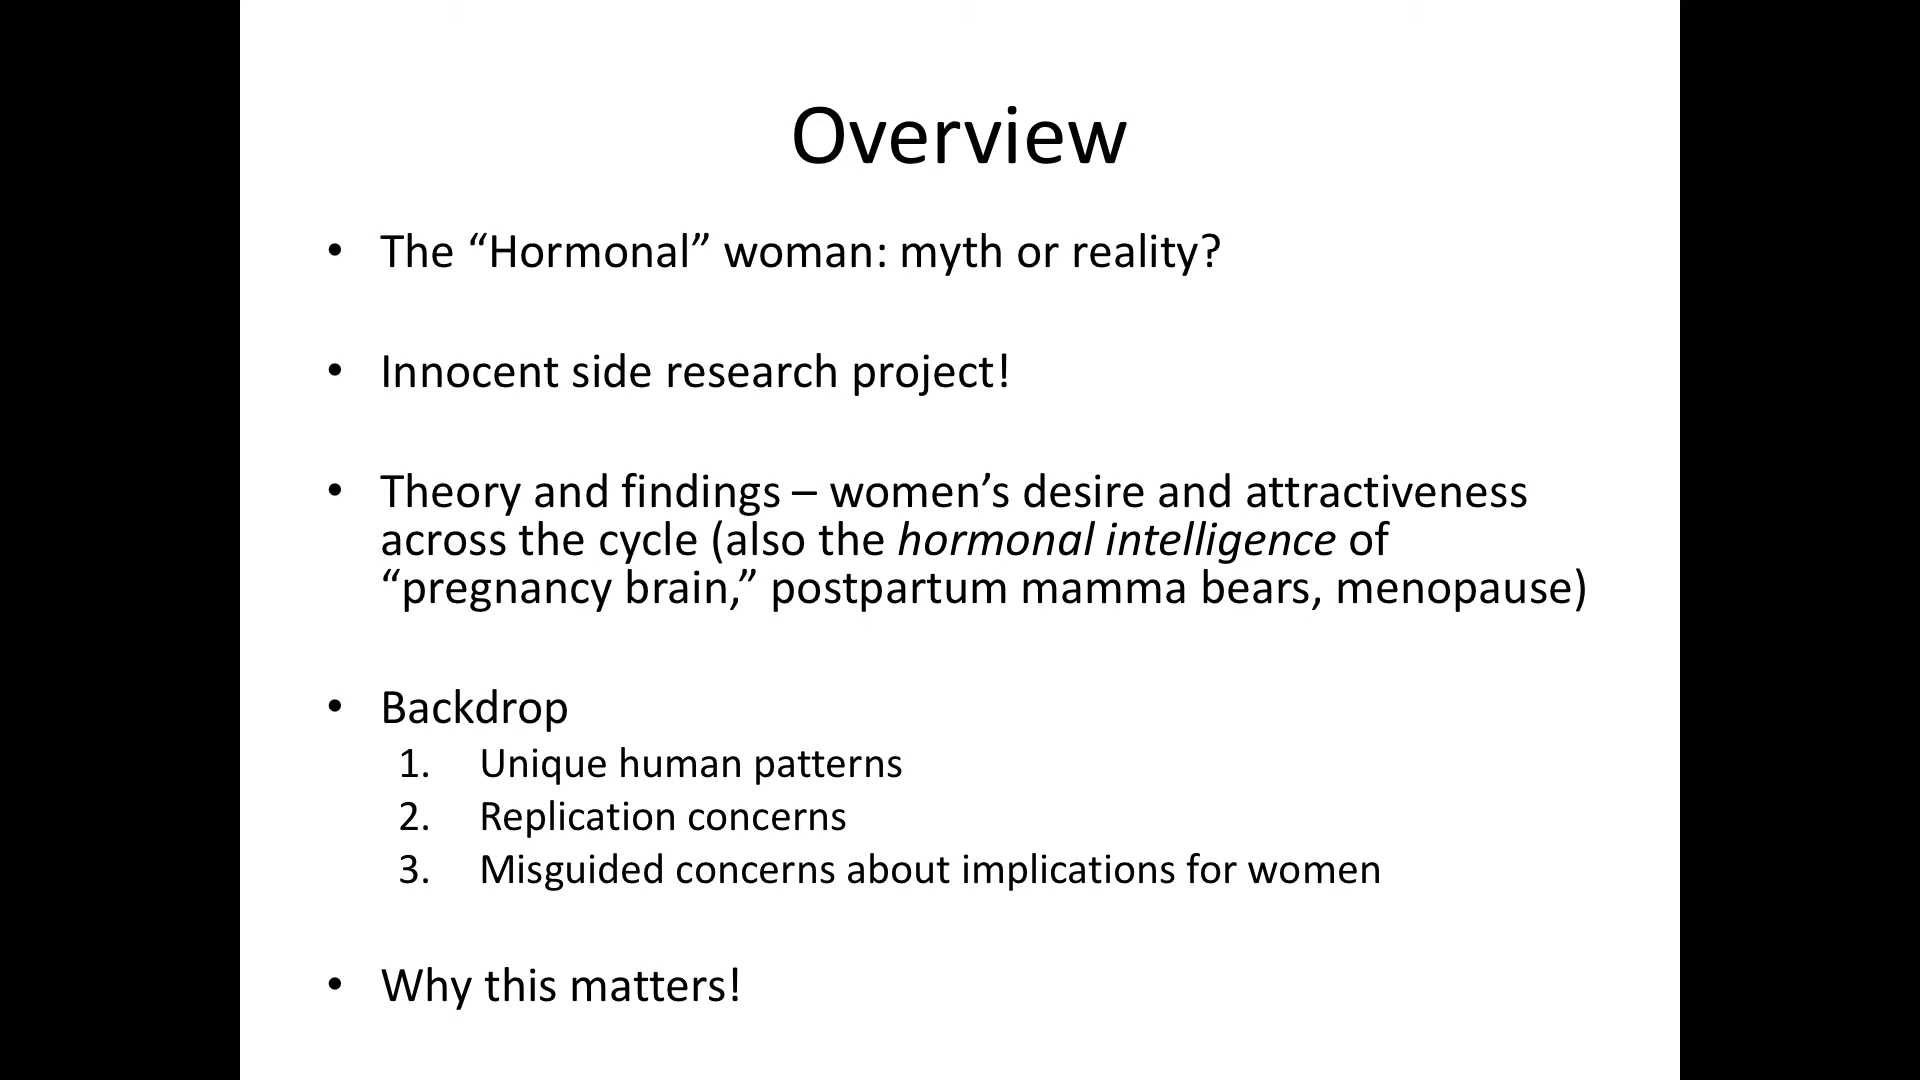 Overview
• The “Hormonal” woman: myth or reality?
• Innocent side research project!
• Theory and findings – women’s desire and attractiveness
across the cycle (also the hormonal intelligence of
“pregnancy brain,” postpartum mamma bears, menopause)
• Backdrop
1. Unique human patterns
2. Replication concerns
3. Misguided concerns about implications for women
• Why this matters!